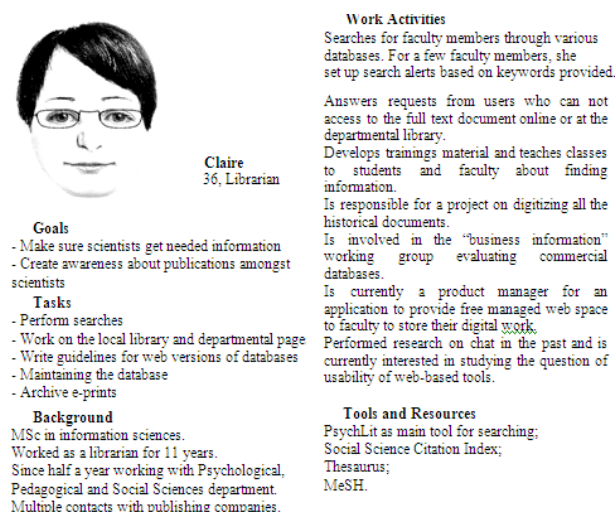 Claire
36, Librarian
Goals
- Make sure scientists get needed information
- Create awareness about publications amongst
scientists
Tasks
- Perform searches
- Work on the local library and departmental page
- Write guidelines for web versions of databases
- Maintaining the database
- Archive e-prints
Background
MSc in information sciences.
Worked as a librarian for 11 years.
Since half a year working with Psychological,
Pedagogical and Social Sciences department.
Multiple contacts with publishing companies.
Work Activities
Searches for faculty members through various
databases. For a few faculty members, she
set up search alerts based on keywords provided.
Answers requests from users who can not
access to the full text document online or at the
departmental library.
Develops trainings material and teaches classes
to students and faculty about finding
information.
Is responsible for a project on digitizing all the
historical documents.
Is involved in the “business information”
working group evaluating commercial
databases.
Is currently a product manager for an
application to provide free managed web space
to faculty to store their digital work.
Performed research on chat in the past and is
currently interested in studying the question of
usability of web-based tools.
Tools and Resources
PsychLit as main tool for searching;
Social Science Citation Index;
Thesaurus;
MeSH.